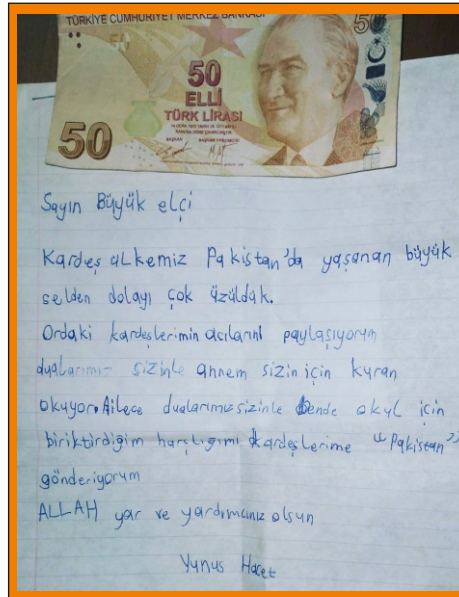 TÜRKİYE CUMHURİYET MERKEZ BANKASI
50
50
50
ELLİ
TÜRK LİRASI
50
Sayın Büyük elçi
Kardeş ülkemiz Pakistan'da yaşanan büyük
selden dolayı çok üzüldük.
Ordaki kardeşlerimin acılarını paylaşıyorum
dualarımız sizinle annem sizin için kuran
okuyor. Ailece dualarımız sizinle bende okul için
biriktirdiğim harçlığımı kardeşlerime "Pakistan"
gönderiyorum
ALLAH yar ve yardımcınız olsun
Yunus